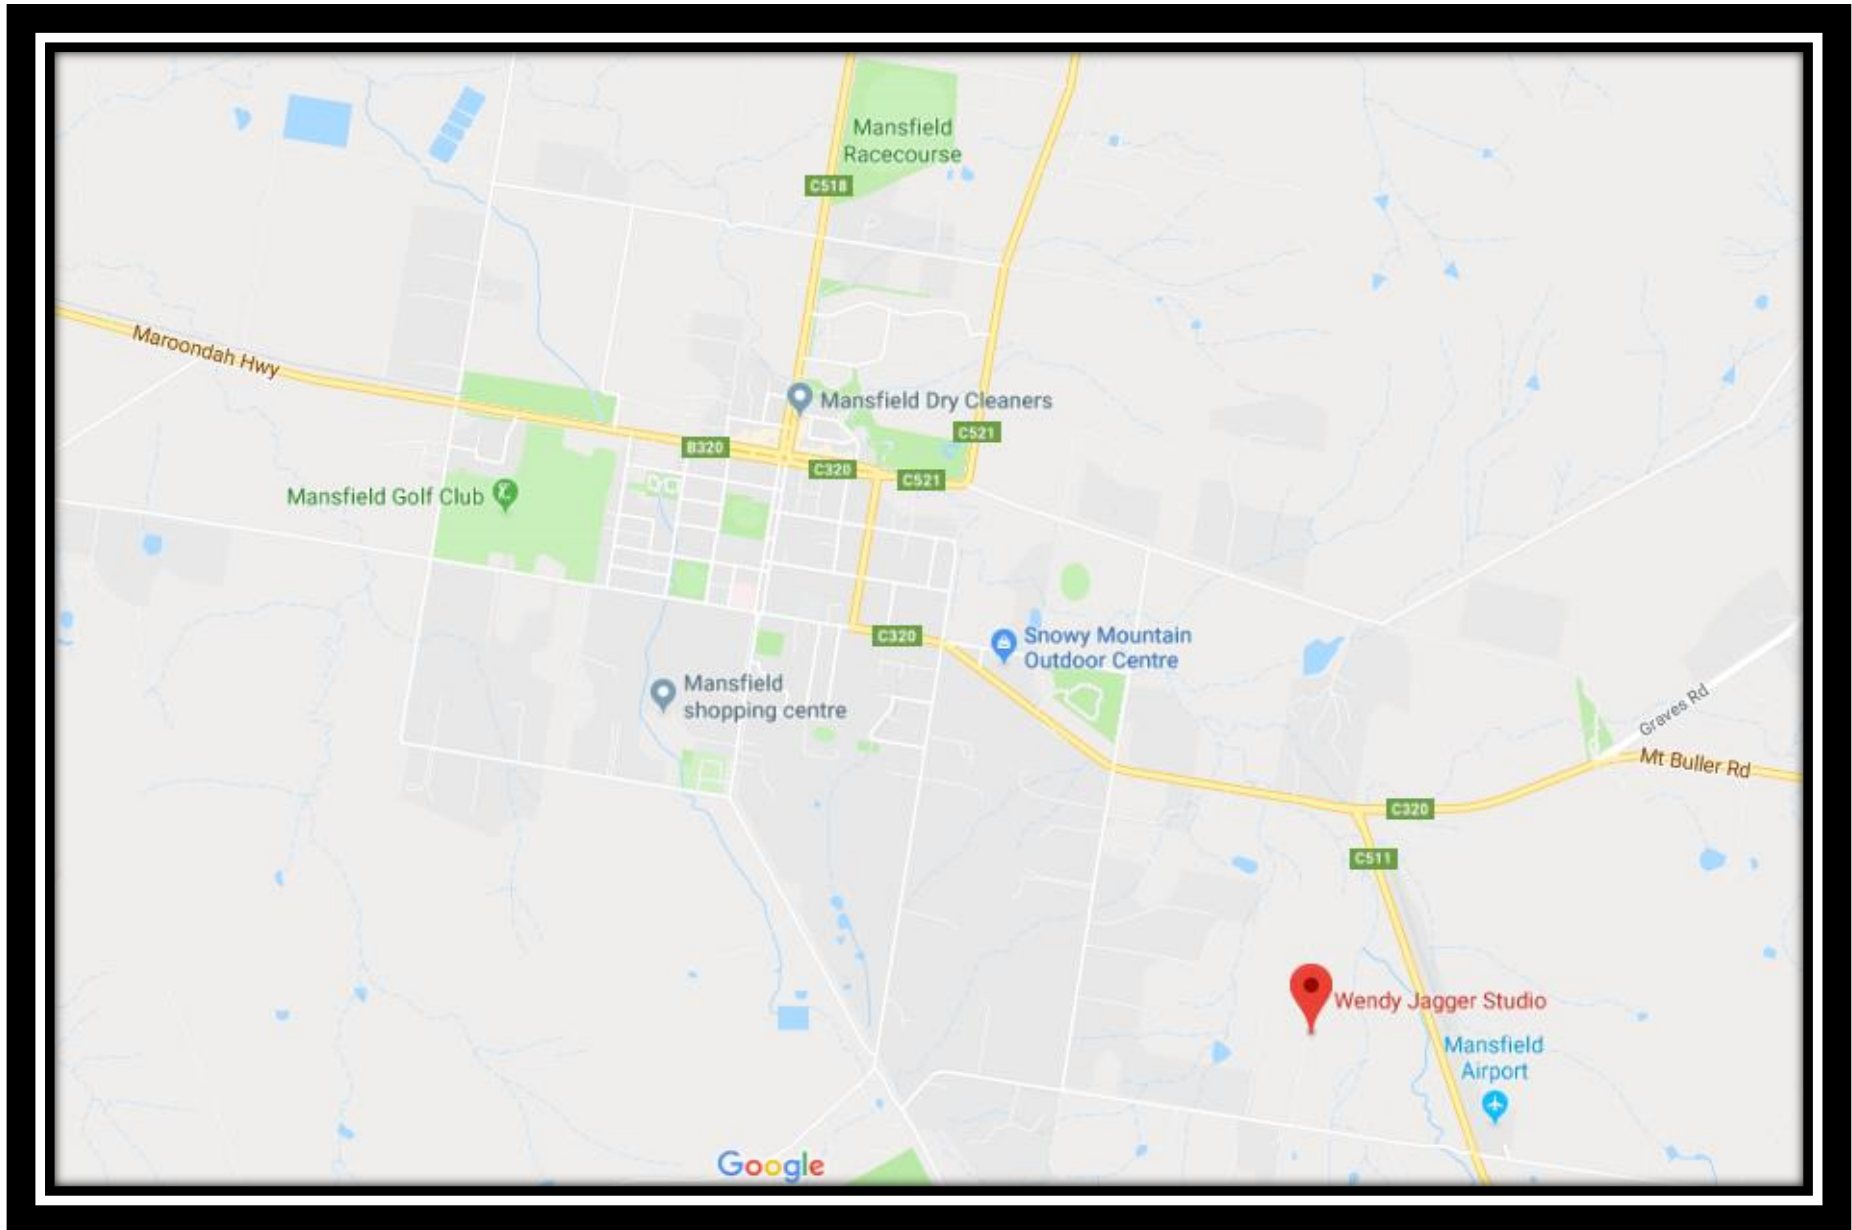 Mansfield
Racecourse
C518
Maroondah Hwy
Mansfield Dry Cleaners
C521
B320
C320
C521
Mansfield Golf Club
C320
Snowy Mountain
Outdoor Centre
Mansfield
shopping centre
Graves Rd
Mt Buller Rd
C320
C511
Wendy Jagger Studio
Mansfield
Airport
Google